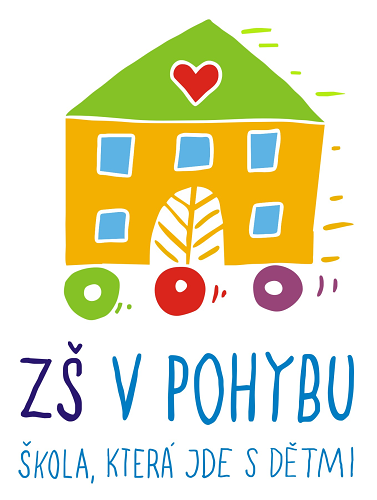 ZŠ V POHYBU
ŠKOLA, KTERÁ JDE S DĚTMI